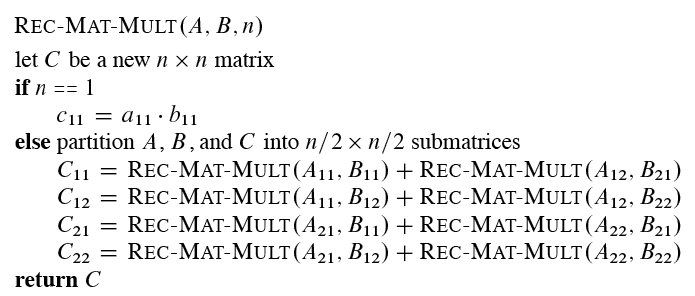 REC-MAT-MULT(A, B, n)
let C be a new n × n matrix
if n == 1
c₁₁ = a₁₁ · b₁₁
else partition A, B, and C into n/2 × n/2 submatrices
C₁₁ = REC-MAT-MULT(A₁₁, B₁₁) + REC-MAT-MULT(A₁₂, B₂₁)
C₁₂ = REC-MAT-MULT(A₁₁, B₁₂) + REC-MAT-MULT(A₁₂, B₂₂)
C₂₁ = REC-MAT-MULT(A₂₁, B₁₁) + REC-MAT-MULT(A₂₂, B₂₁)
C₂₂ = REC-MAT-MULT(A₂₁, B₁₂) + REC-MAT-MULT(A₂₂, B₂₂)
return C